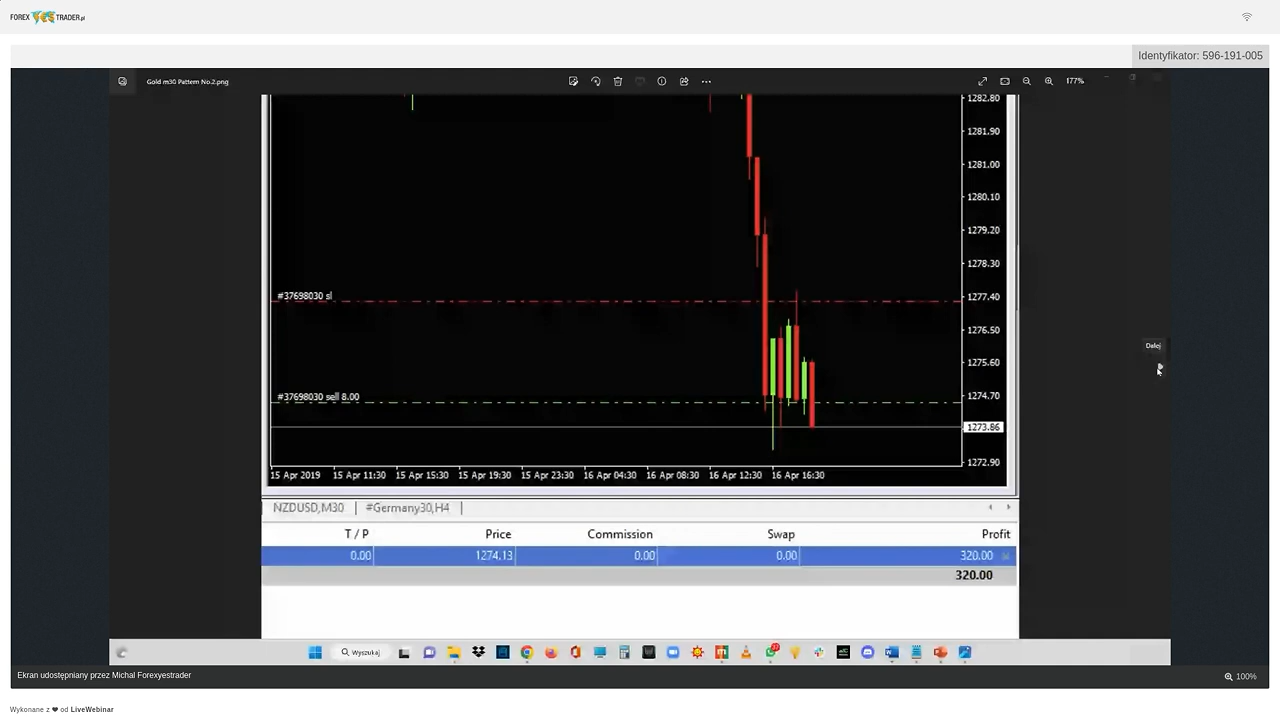 FOREX YES TRADER.pl
Identyfikator: 596-191-005
Gold m30 Pattern No.2.png
177%
1282.80
1281.90
1281.00
1280.10
1279.20
1278.30
#37698030 sl
1277.40
1276.50
Dalej
1275.60
#37698030 sell 8.00
1274.70
1273.86
1272.90
15 Apr 2019 15 Apr 11:30 15 Apr 15:30 15 Apr 19:30 15 Apr 23:30 16 Apr 04:30 16 Apr 08:30 16 Apr 12:30 16 Apr 16:30
NZDUSD,M30 | #Germany30,H4 |
T / P Price Commission Swap Profit
0.00 1274.13 0.00 0.00 320.00
320.00
Wyszukaj
Ekran udostępniany przez Michal Forexyestrader
100%
Wykonane z ❤ od LiveWebinar